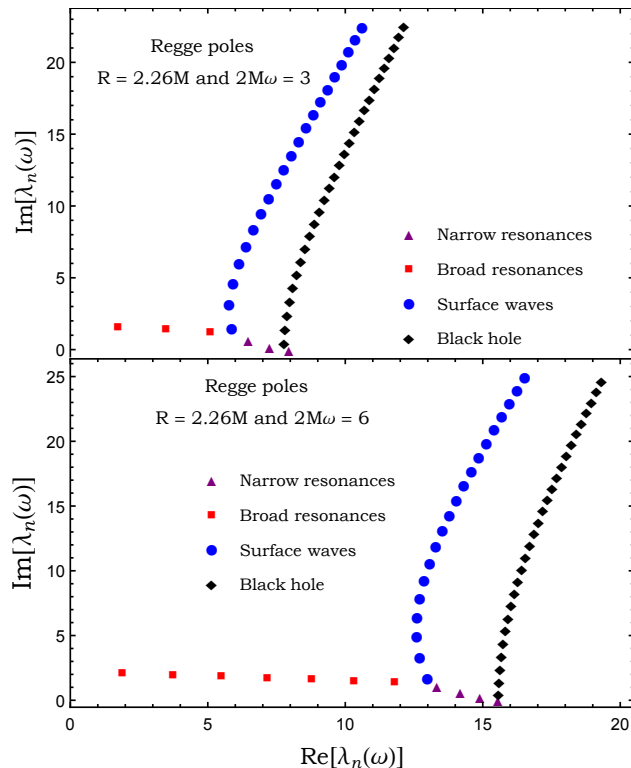 Regge poles
R = 2.26M and 2Mω = 3
Im[λₙ(ω)]
20
15
10
5
0
Narrow resonances
Broad resonances
Surface waves
Black hole
Regge poles
R = 2.26M and 2Mω = 6
Im[λₙ(ω)]
25
20
15
10
5
0
Narrow resonances
Broad resonances
Surface waves
Black hole
0 5 10 15 20
Re[λₙ(ω)]